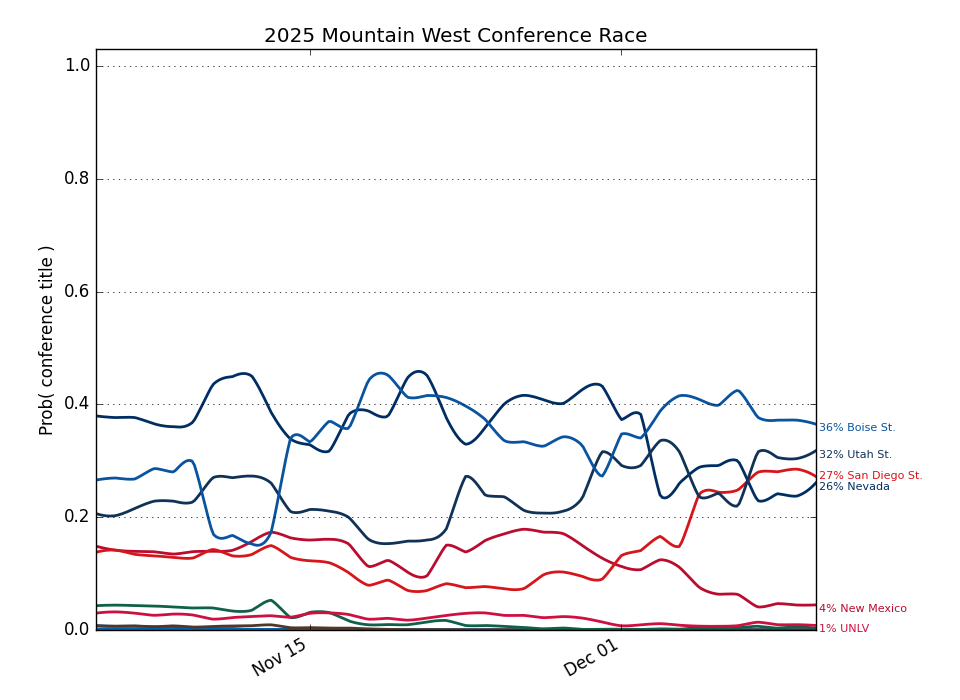 2025 Mountain West Conference Race
1.0
0.8
0.6
0.4
0.2
0.0
Prob( conference title )
Nov 15
Dec 01
36% Boise St.
32% Utah St.
27% San Diego St.
26% Nevada
4% New Mexico
1% UNLV